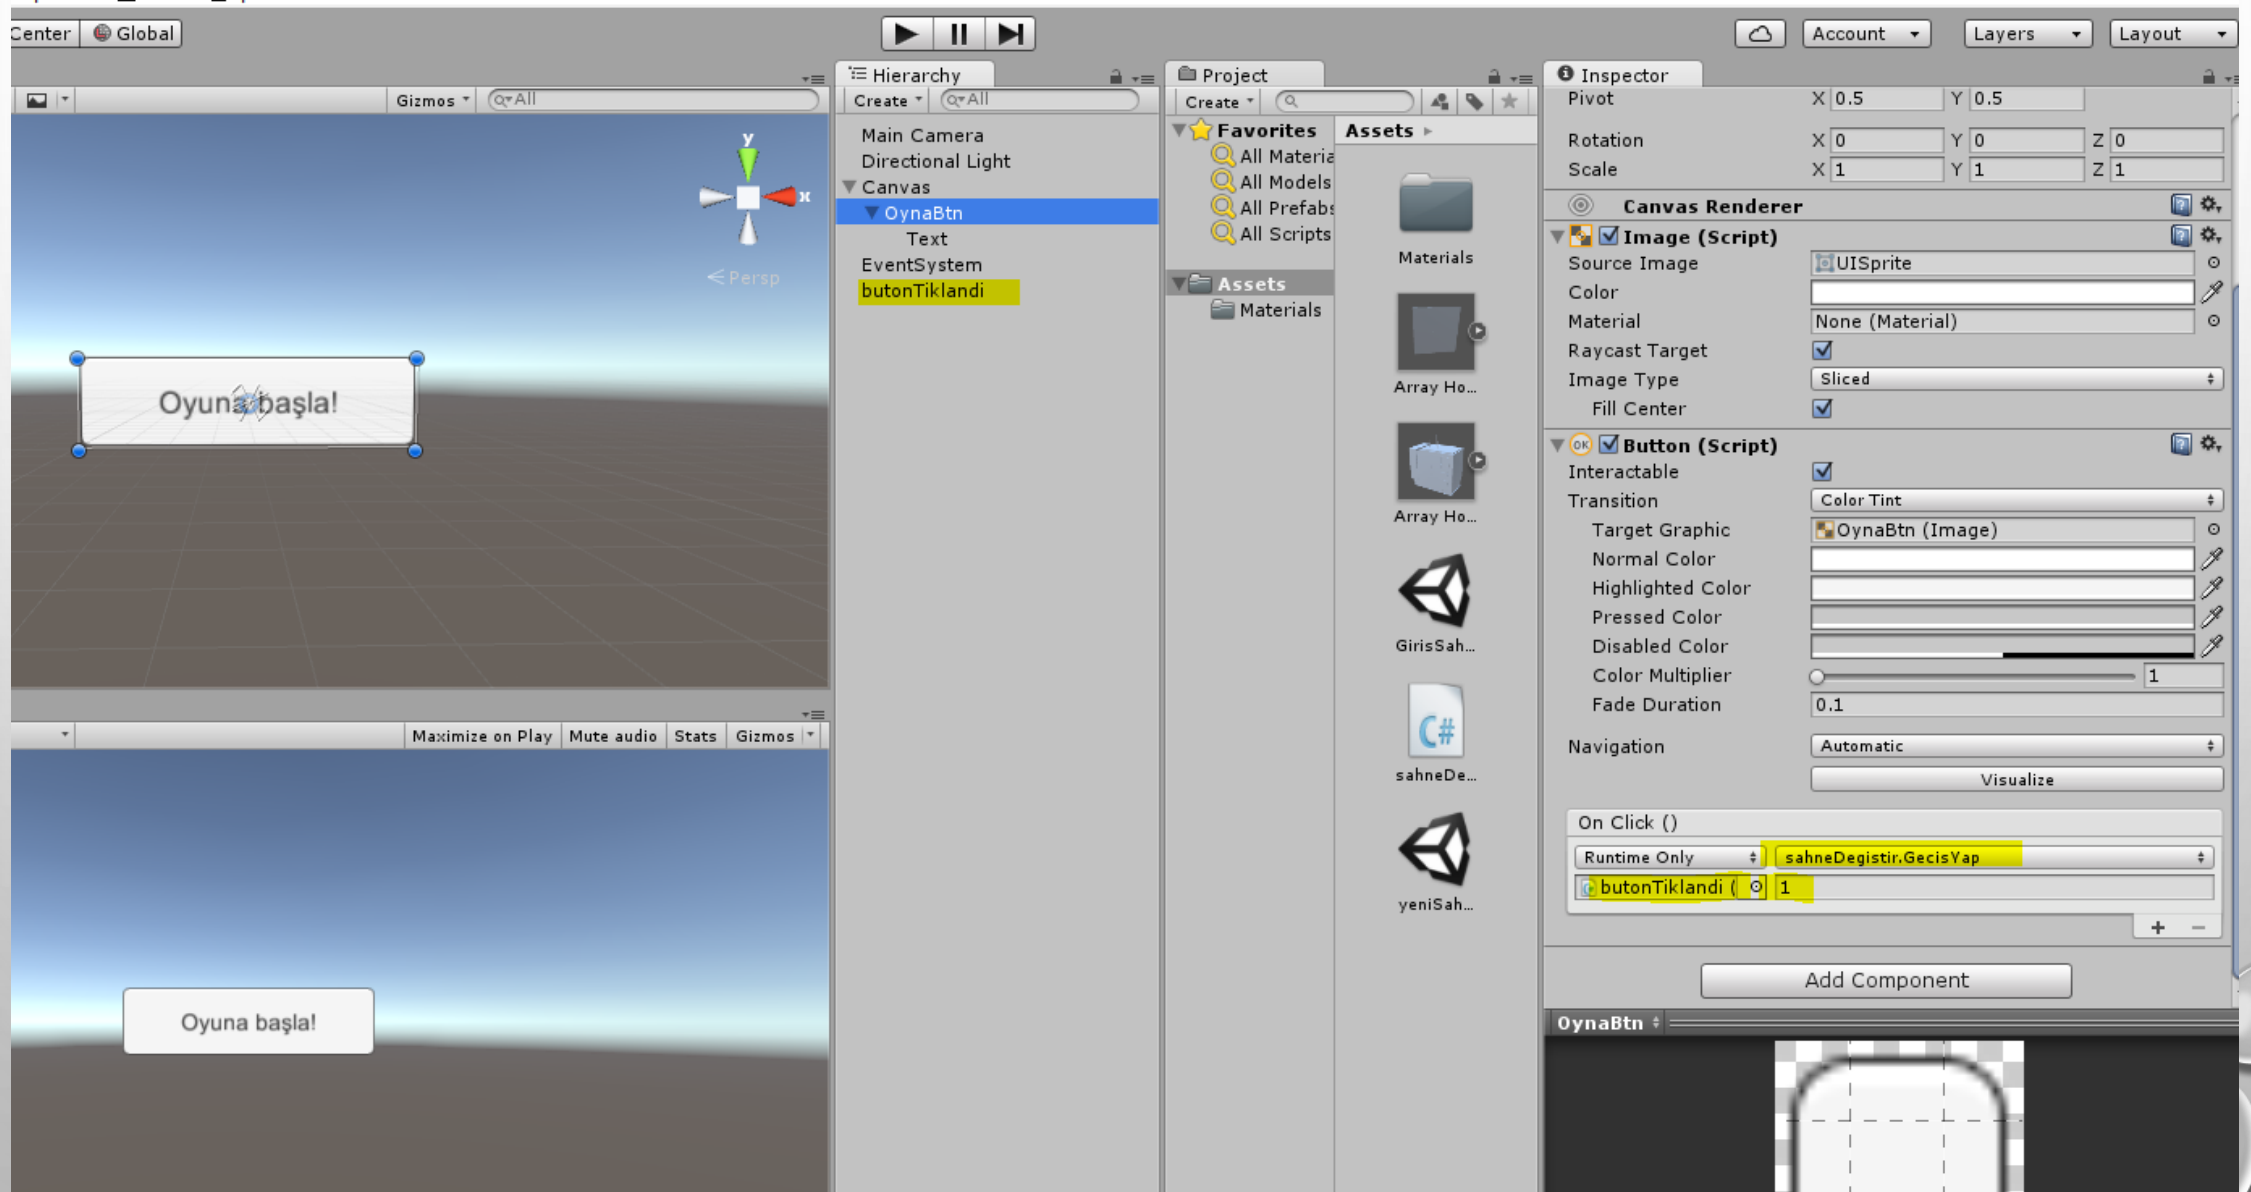 Center Global
Account
Layers
Layout
Gizmos
All
Persp
Oyuna başla!
Maximize on Play
Mute audio
Stats
Gizmos
Oyuna başla!
Hierarchy
Create
All
Main Camera
Directional Light
Canvas
OynaBtn
Text
EventSystem
butonTiklandi
Project
Create
Favorites
All Materia
All Models
All Prefabs
All Scripts
Assets
Materials
Assets
Materials
Array Ho...
Array Ho...
GirisSah...
C#
sahneDe...
yeniSah...
Inspector
Pivot X 0.5 Y 0.5
Rotation X 0 Y 0 Z 0
Scale X 1 Y 1 Z 1
Canvas Renderer
Image (Script)
Source Image UISprite
Color
Material None (Material)
Raycast Target
Image Type Sliced
Fill Center
OK Button (Script)
Interactable
Transition Color Tint
Target Graphic OynaBtn (Image)
Normal Color
Highlighted Color
Pressed Color
Disabled Color
Color Multiplier 1
Fade Duration 0.1
Navigation Automatic
Visualize
On Click ()
Runtime Only sahneDegistir.GecisYap
butonTiklandi ( 1
+ −
Add Component
OynaBtn
x
y